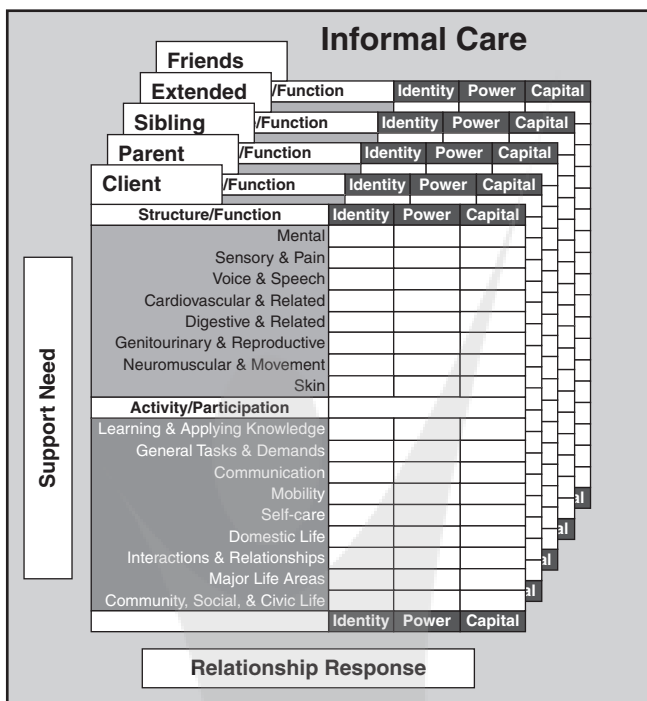 Informal Care
Friends
Extended /Function Identity Power Capital
Sibling /Function Identity Power Capital
Parent /Function Identity Power Capital
Client /Function Identity Power Capital
Structure/Function Identity Power Capital
Mental
Sensory & Pain
Voice & Speech
Cardiovascular & Related
Digestive & Related
Genitourinary & Reproductive
Neuromuscular & Movement
Skin
Activity/Participation
Learning & Applying Knowledge
General Tasks & Demands
Communication
Mobility
Self-care
Domestic Life
Interactions & Relationships
Major Life Areas
Community, Social, & Civic Life
Identity Power Capital
Support Need
Relationship Response